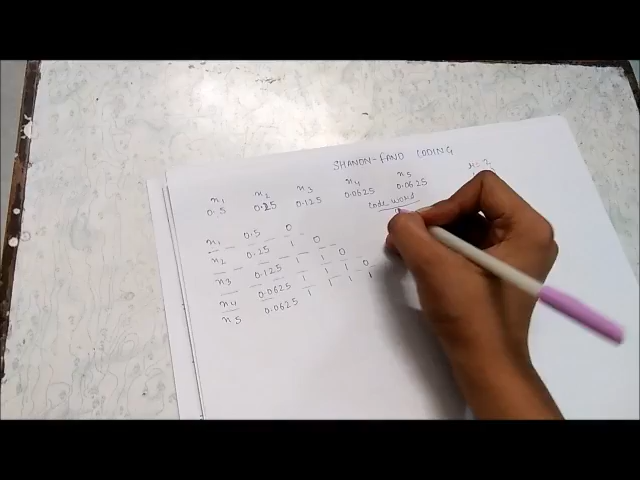 SHANON-FANO CODING
x1 x2 x3 x4 x5
0.5 0.25 0.125 0.0625 0.0625
r=2
Code word
x1 0.5 0
x2 0.25 1 0
x3 0.125 1 1 0
x4 0.0625 1 1 1 0
x5 0.0625 1 1 1 1